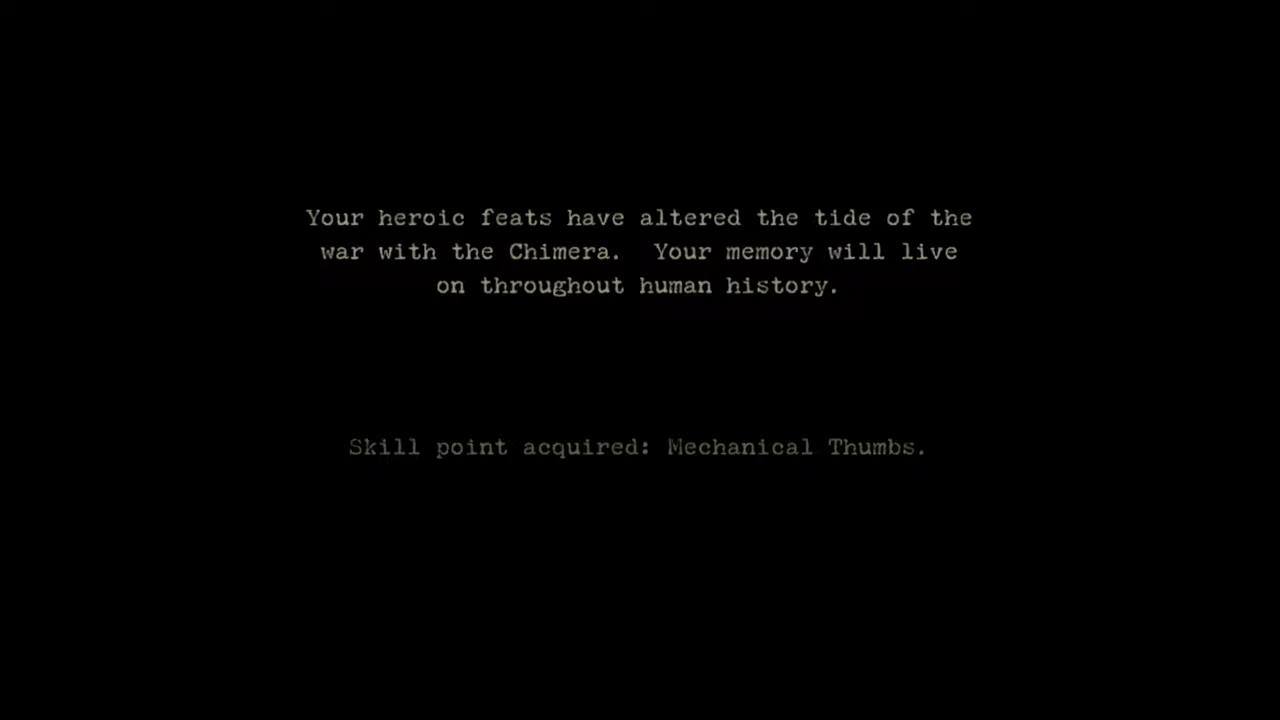 Your heroic feats have altered the tide of the
war with the Chimera.  Your memory will live
on throughout human history.
Skill point acquired: Mechanical Thumbs.